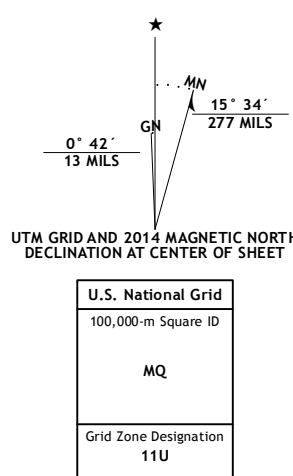 MN
15° 34´
277 MILS
GN
0° 42´
13 MILS
UTM GRID AND 2014 MAGNETIC NORTH
DECLINATION AT CENTER OF SHEET
U.S. National Grid
100,000-m Square ID
MQ
Grid Zone Designation
11U